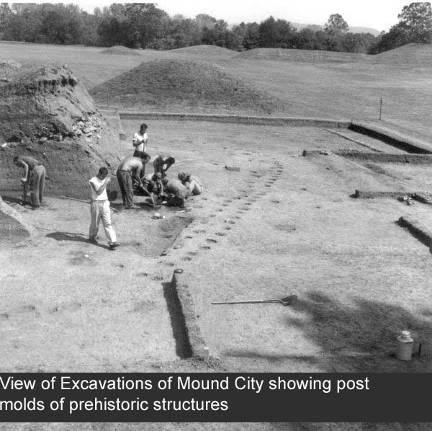 View of Excavations of Mound City showing post
molds of prehistoric structures